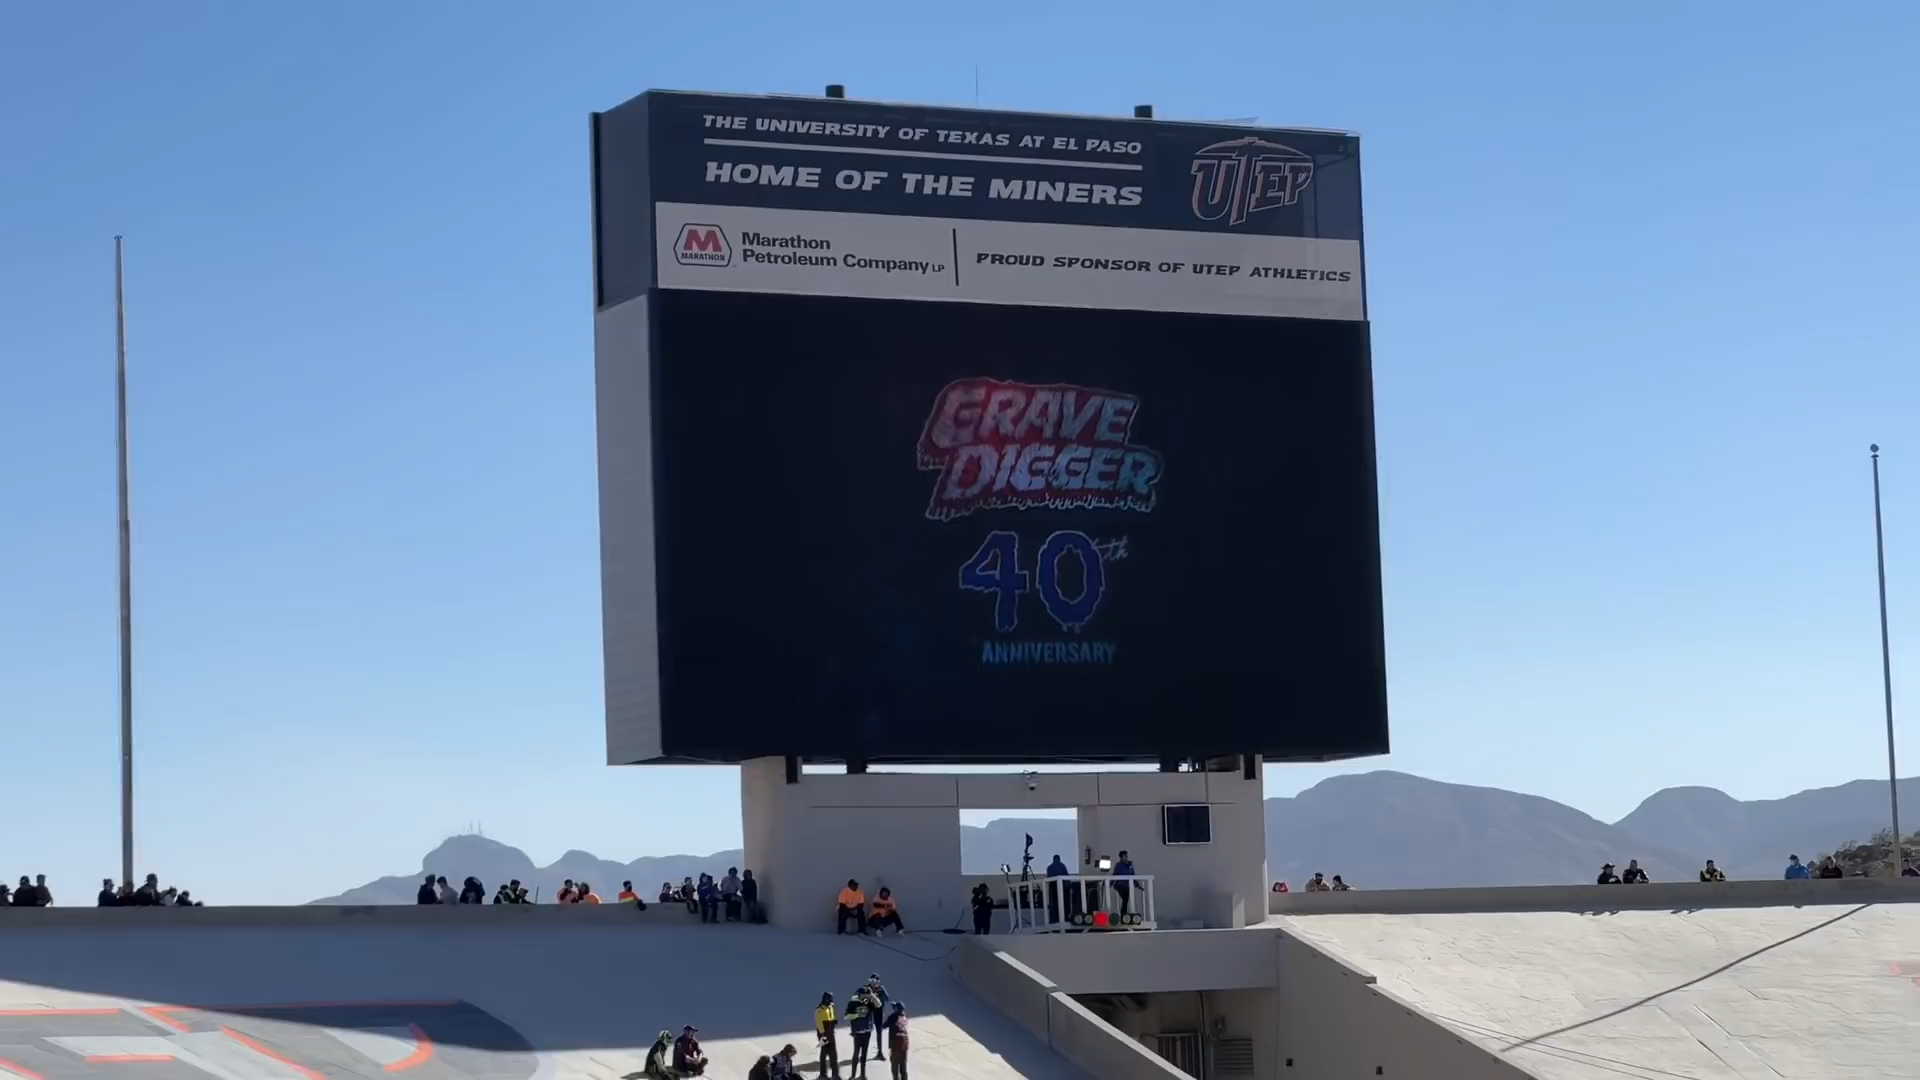 THE UNIVERSITY OF TEXAS AT EL PASO
HOME OF THE MINERS
UTEP
M
MARATHON
Marathon
Petroleum Company LP
PROUD SPONSOR OF UTEP ATHLETICS
GRAVE
DIGGER
40th
ANNIVERSARY